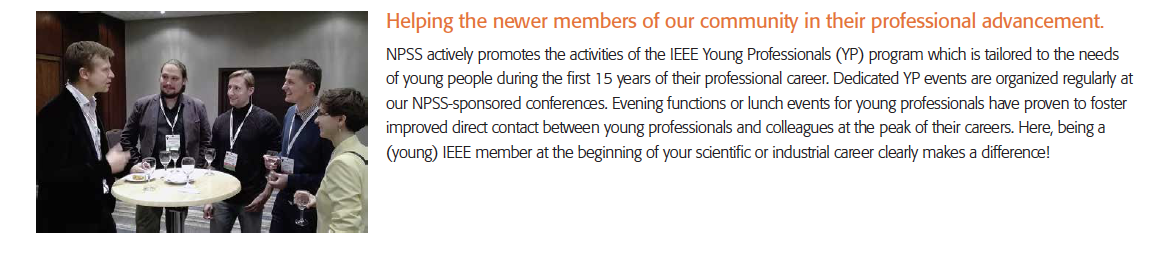 Helping the newer members of our community in their professional advancement.
NPSS actively promotes the activities of the IEEE Young Professionals (YP) program which is tailored to the needs
of young people during the first 15 years of their professional career. Dedicated YP events are organized regularly at
our NPSS-sponsored conferences. Evening functions or lunch events for young professionals have proven to foster
improved direct contact between young professionals and colleagues at the peak of their careers. Here, being a
(young) IEEE member at the beginning of your scientific or industrial career clearly makes a difference!